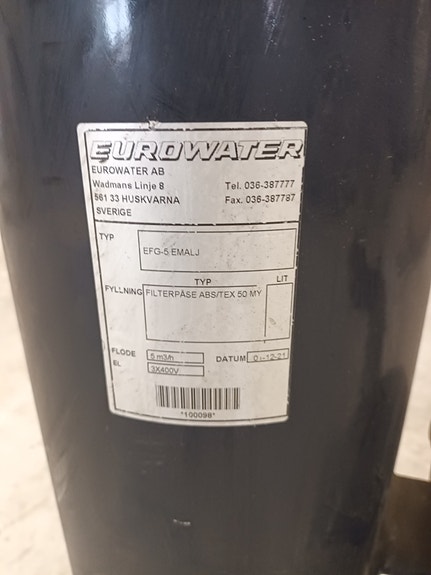 EUROWATER
EUROWATER AB
Wadmans Linje 8 Tel. 036-387777
561 33 HUSKVARNA Fax. 036-387787
SVERIGE
TYP EFG-5 EMALJ
TYP LIT
FYLLNING FILTERPÅSE ABS/TEX 50 MY
FLODE 5 m3/h DATUM
EL 3X400V
*100098*